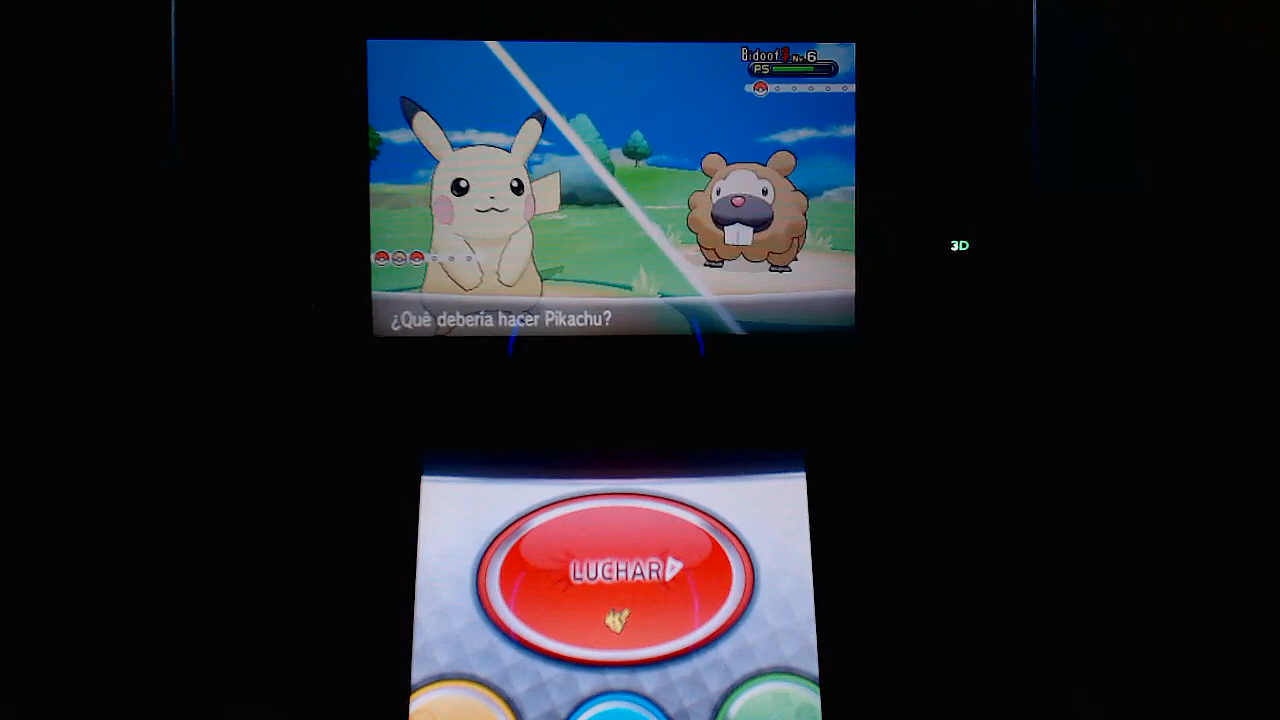 Bidoof Nv. 6
PS
3D
¿Qué debería hacer Pikachu?
LUCHAR